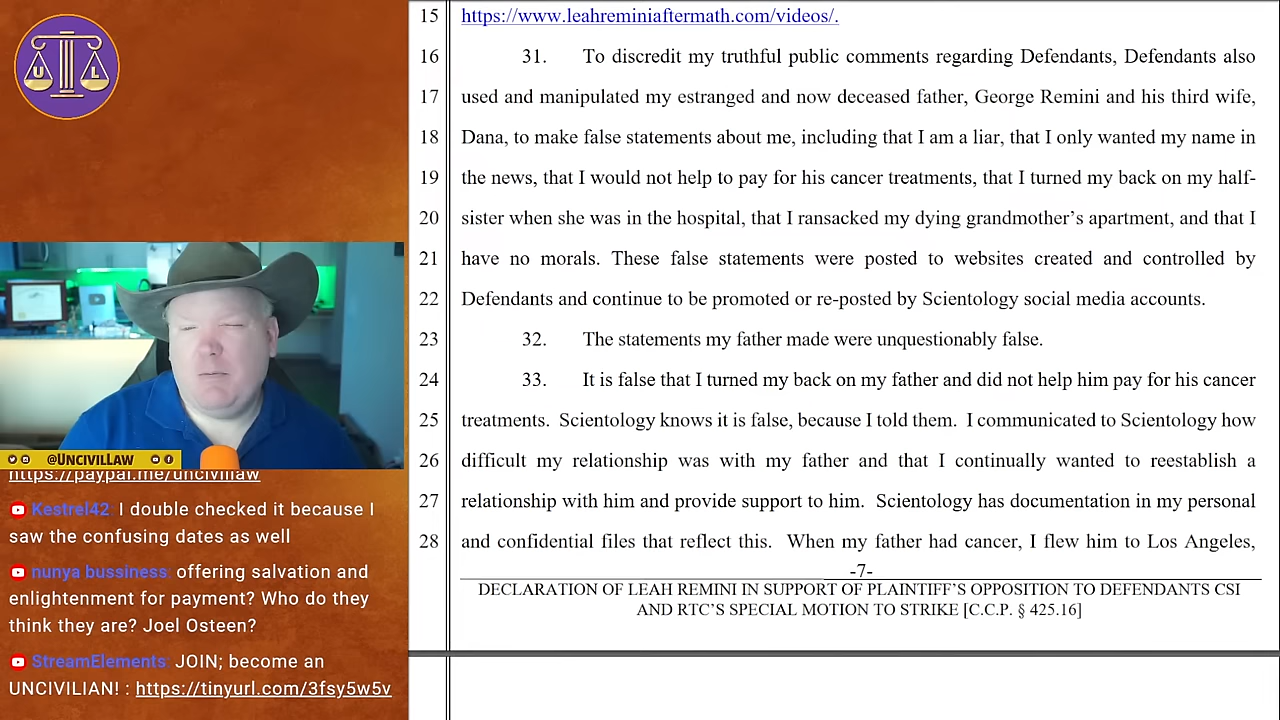 U L
@UNCIVILLAW
https://paypal.me/uncivillaw
Kestrel42: I double checked it because I
saw the confusing dates as well
nunya bussiness: offering salvation and
enlightenment for payment? Who do they
think they are? Joel Osteen?
StreamElements: JOIN; become an
UNCIVILIAN! : https://tinyurl.com/3fsy5w5v
15 https://www.leahreminiaftermath.com/videos/.
16 31. To discredit my truthful public comments regarding Defendants, Defendants also
17 used and manipulated my estranged and now deceased father, George Remini and his third wife,
18 Dana, to make false statements about me, including that I am a liar, that I only wanted my name in
19 the news, that I would not help to pay for his cancer treatments, that I turned my back on my half-
20 sister when she was in the hospital, that I ransacked my dying grandmother's apartment, and that I
21 have no morals. These false statements were posted to websites created and controlled by
22 Defendants and continue to be promoted or re-posted by Scientology social media accounts.
23 32. The statements my father made were unquestionably false.
24 33. It is false that I turned my back on my father and did not help him pay for his cancer
25 treatments. Scientology knows it is false, because I told them. I communicated to Scientology how
26 difficult my relationship was with my father and that I continually wanted to reestablish a
27 relationship with him and provide support to him. Scientology has documentation in my personal
28 and confidential files that reflect this. When my father had cancer, I flew him to Los Angeles,
-7-
DECLARATION OF LEAH REMINI IN SUPPORT OF PLAINTIFF'S OPPOSITION TO DEFENDANTS CSI
AND RTC'S SPECIAL MOTION TO STRIKE [C.C.P. § 425.16]